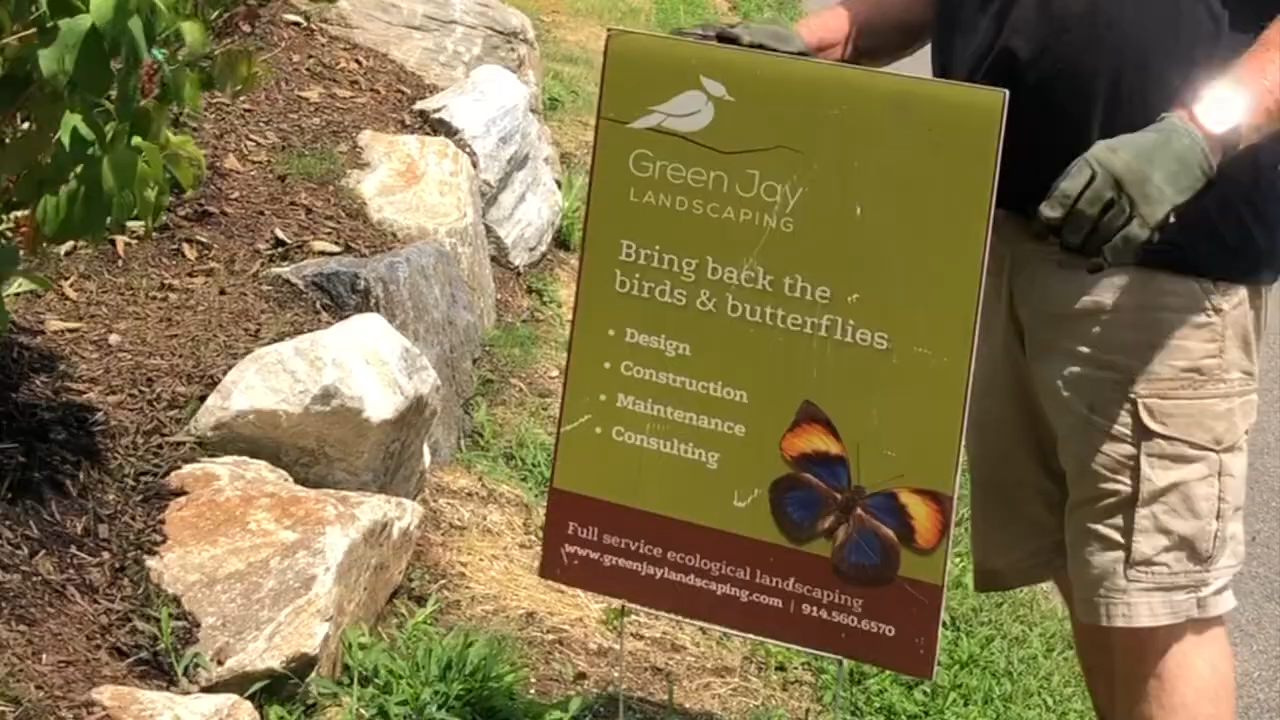 Green Jay
LANDSCAPING
Bring back the
birds & butterflies
• Design
• Construction
• Maintenance
• Consulting
Full service ecological landscaping
www.greenjaylandscaping.com | 914.560.6570